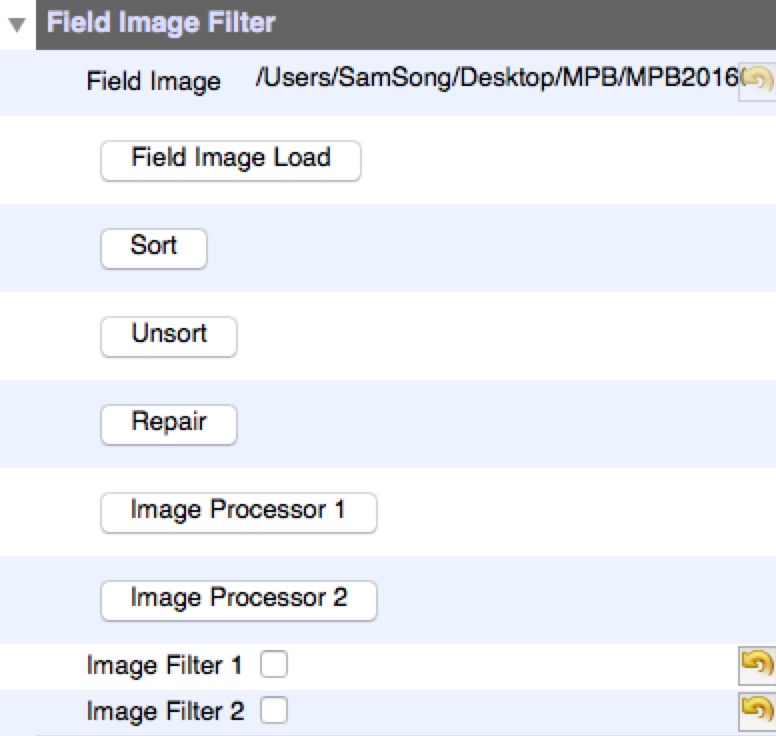 Field Image Filter
Field Image /Users/SamSong/Desktop/MPB/MPB2016
Field Image Load
Sort
Unsort
Repair
Image Processor 1
Image Processor 2
Image Filter 1
Image Filter 2